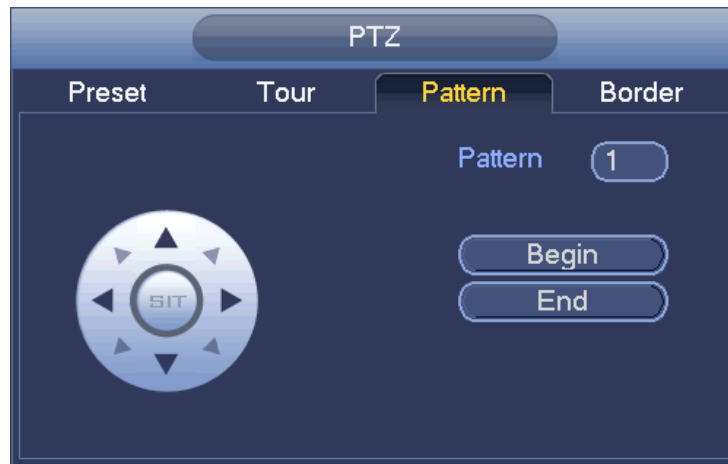 PTZ
Preset Tour Pattern Border
Pattern 1
Begin
SIT
End